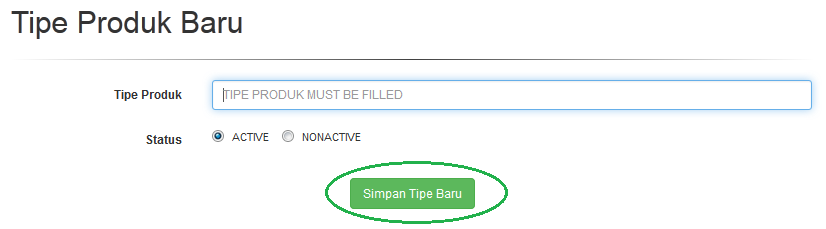 Tipe Produk Baru
Tipe Produk TIPE PRODUK MUST BE FILLED
Status ACTIVE NONACTIVE
Simpan Tipe Baru